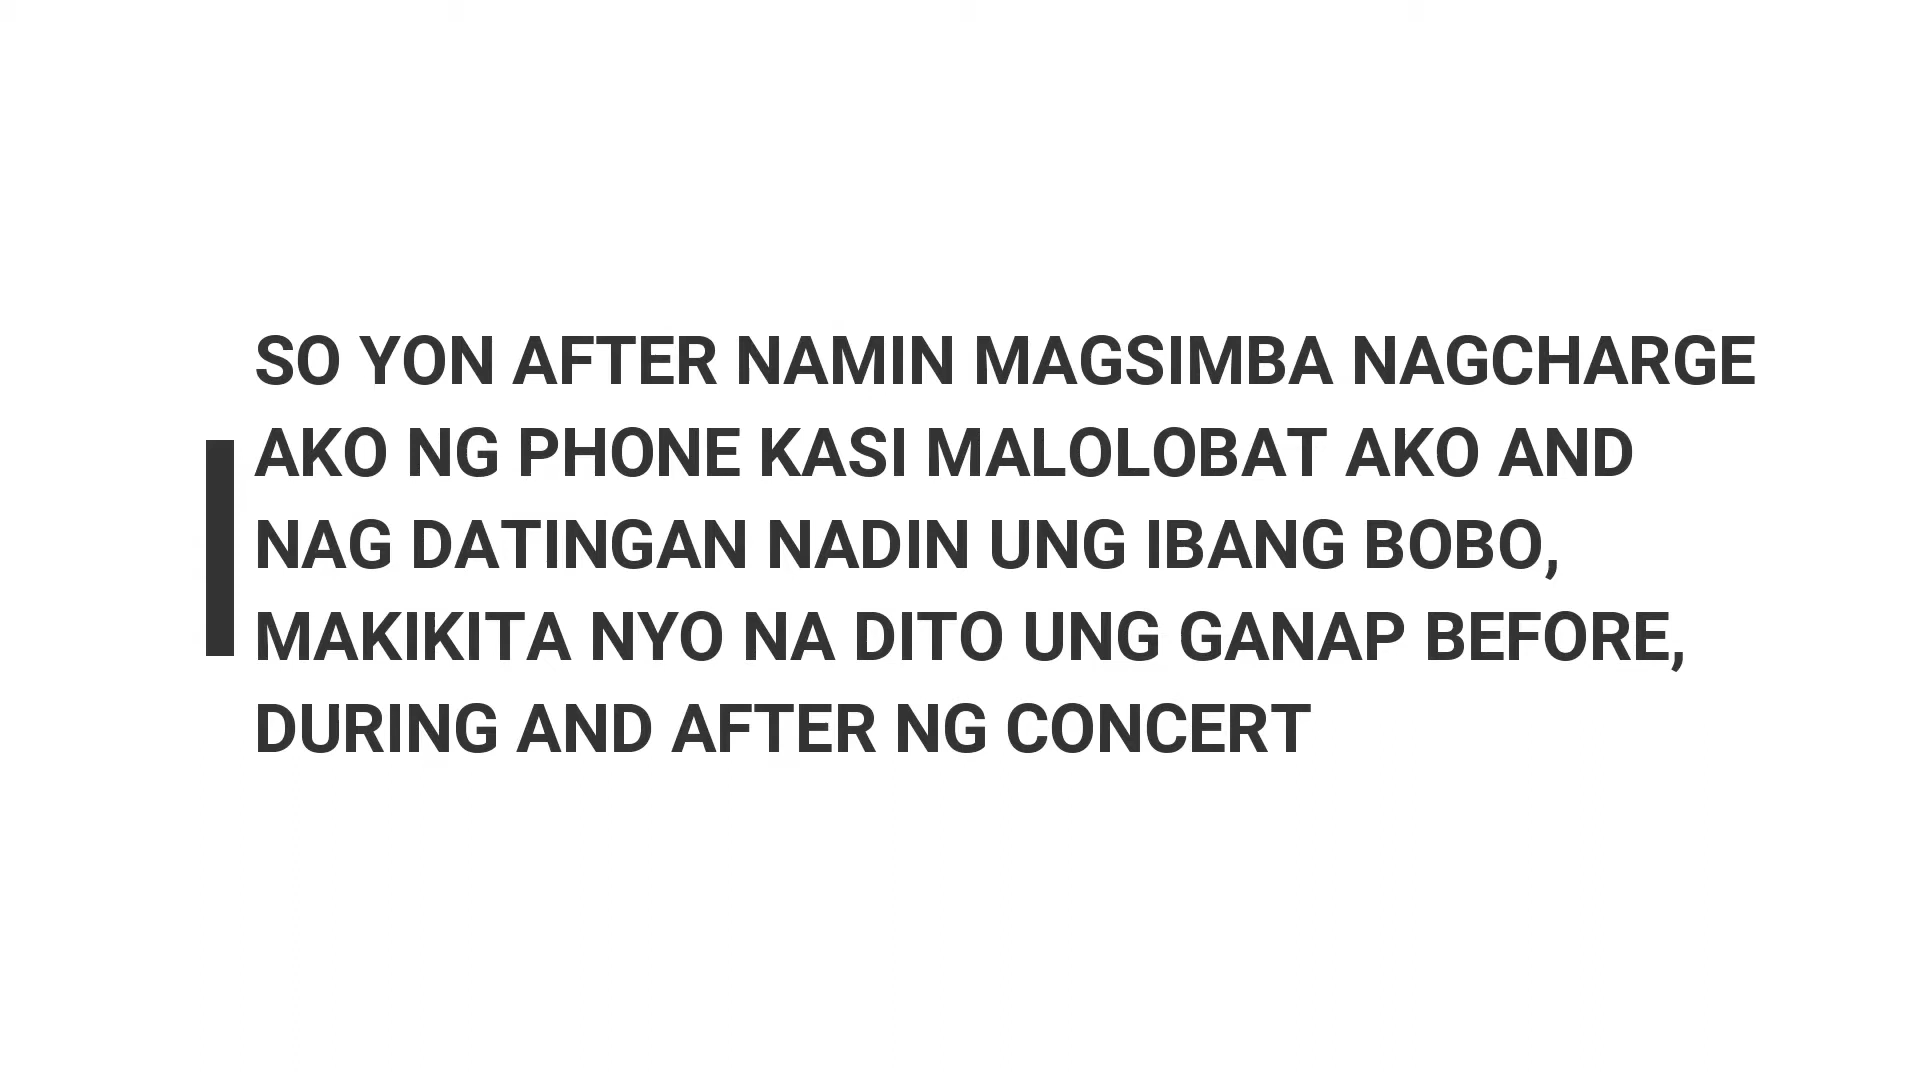 SO YON AFTER NAMIN MAGSIMBA NAGCHARGE
AKO NG PHONE KASI MALOLOBAT AKO AND
NAG DATINGAN NADIN UNG IBANG BOBO,
MAKIKITA NYO NA DITO UNG GANAP BEFORE,
DURING AND AFTER NG CONCERT